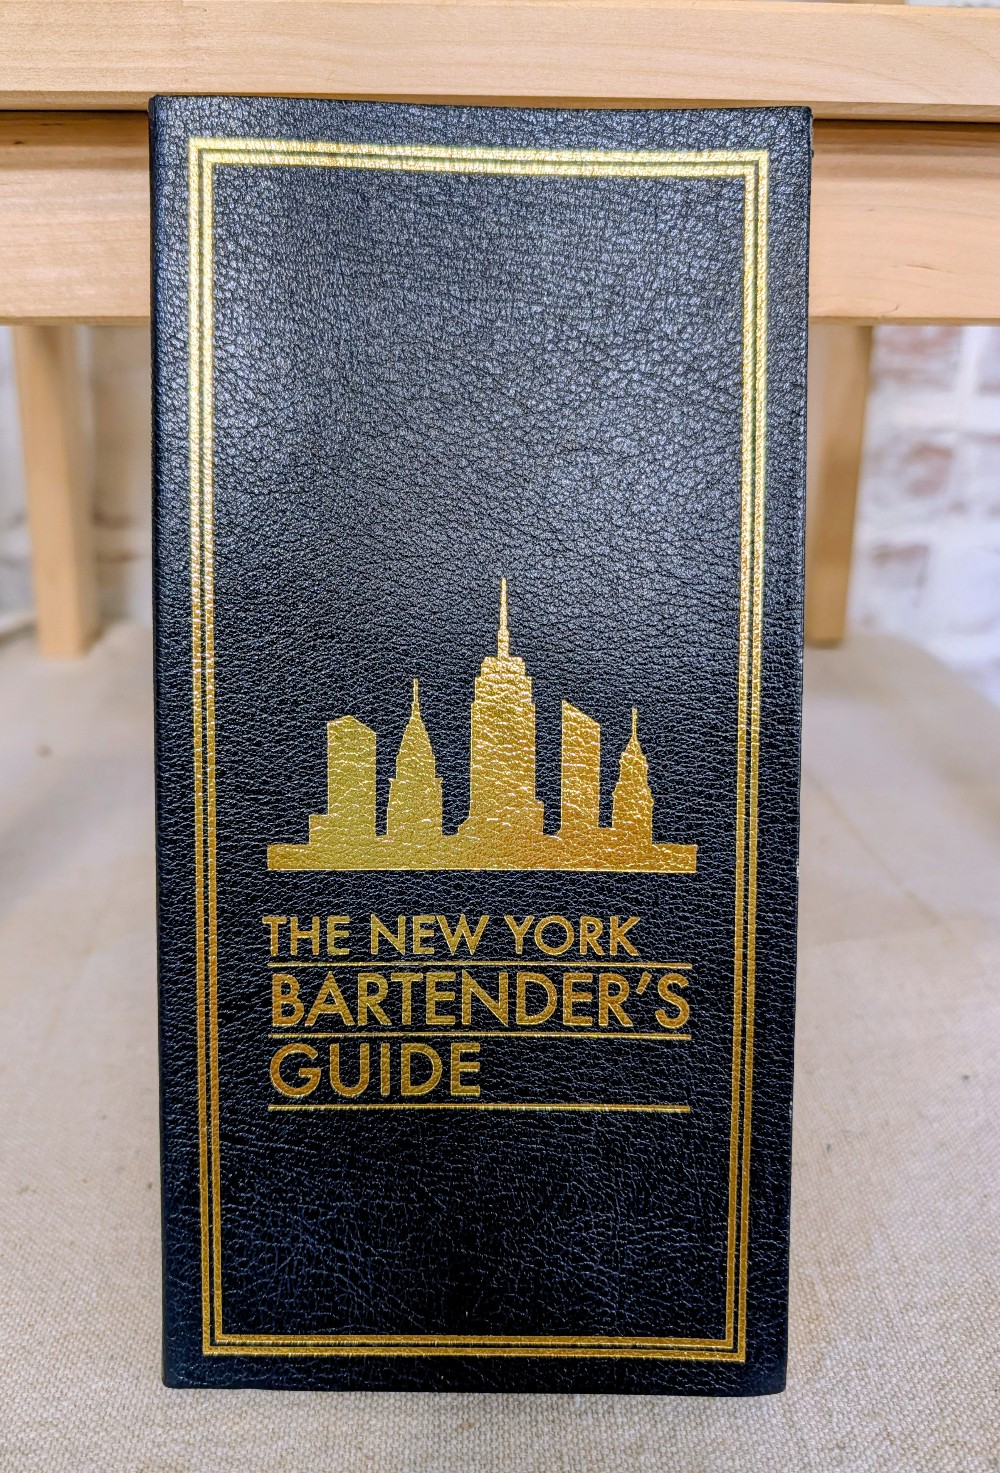 THE NEW YORK
BARTENDER'S
GUIDE